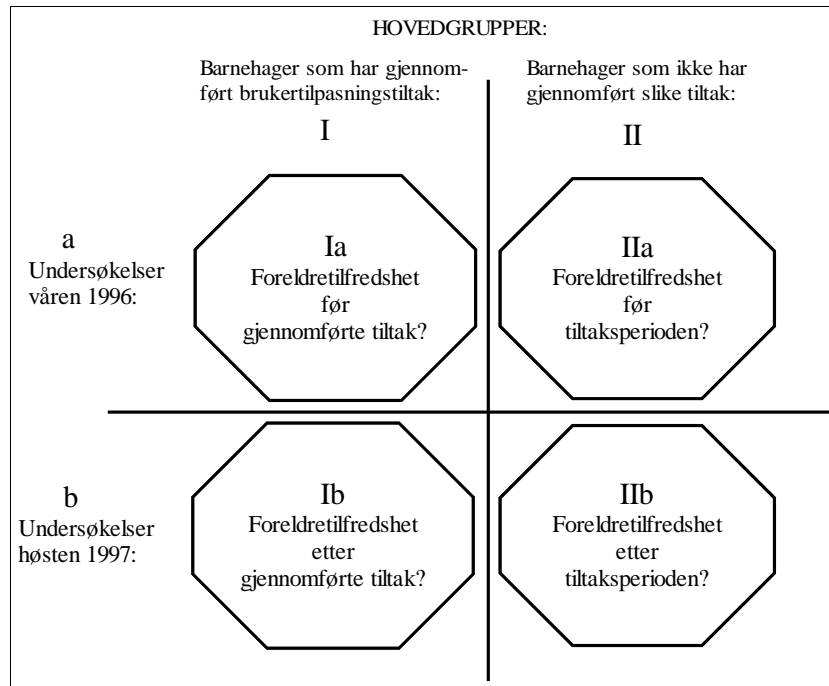 HOVEDGRUPPER:
Barnehager som har gjennom-
ført brukertilpasningstiltak:
I
Barnehager som ikke har
gjennomført slike tiltak:
II
a
Undersøkelser
våren 1996:
Ia
Foreldretilfredshet
før
gjennomførte tiltak?
IIa
Foreldretilfredshet
før
tiltaksperioden?
b
Undersøkelser
høsten 1997:
Ib
Foreldretilfredshet
etter
gjennomførte tiltak?
IIb
Foreldretilfredshet
etter
tiltaksperioden?